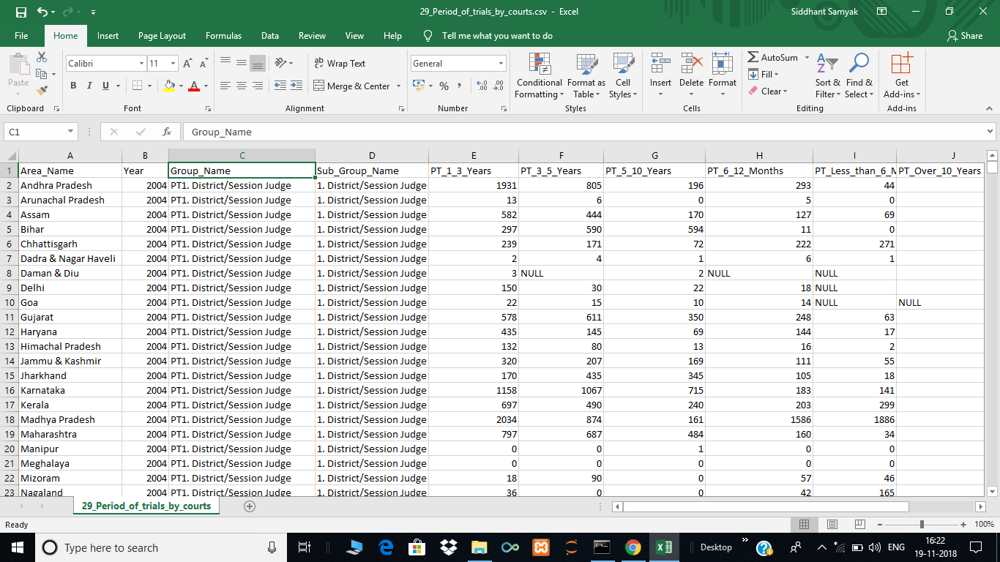 29_Period_of_trials_by_courts.csv - Excel
Siddhant Samyak
File Home Insert Page Layout Formulas Data Review View Help Tell me what you want to do Share
Paste
Calibri 11
B I U
Wrap Text
Merge & Center
General
Conditional Formatting
Format as Table
Cell Styles
Insert Delete Format
AutoSum
Fill
Clear
Sort & Filter
Find & Select
Get Add-ins
Clipboard Font Alignment Number Styles Cells Editing Add-ins
C1 fx Group_Name
A B C D E F G H I J
1 Area_Name Year Group_Name Sub_Group_Name PT_1_3_Years PT_3_5_Years PT_5_10_Years PT_6_12_Months PT_Less_than_6_M PT_Over_10_Years
2 Andhra Pradesh 2004 PT1. District/Session Judge 1. District/Session Judge 1931 805 196 293 44
3 Arunachal Pradesh 2004 PT1. District/Session Judge 1. District/Session Judge 13 6 0 5 0
4 Assam 2004 PT1. District/Session Judge 1. District/Session Judge 582 444 170 127 69
5 Bihar 2004 PT1. District/Session Judge 1. District/Session Judge 297 590 594 11 0
6 Chhattisgarh 2004 PT1. District/Session Judge 1. District/Session Judge 239 171 72 222 271
7 Dadra & Nagar Haveli 2004 PT1. District/Session Judge 1. District/Session Judge 2 4 1 6 1
8 Daman & Diu 2004 PT1. District/Session Judge 1. District/Session Judge 3 NULL 2 NULL NULL
9 Delhi 2004 PT1. District/Session Judge 1. District/Session Judge 150 30 22 18 NULL
10 Goa 2004 PT1. District/Session Judge 1. District/Session Judge 22 15 10 14 NULL NULL
11 Gujarat 2004 PT1. District/Session Judge 1. District/Session Judge 578 611 350 248 63
12 Haryana 2004 PT1. District/Session Judge 1. District/Session Judge 435 145 69 144 17
13 Himachal Pradesh 2004 PT1. District/Session Judge 1. District/Session Judge 132 80 13 16 2
14 Jammu & Kashmir 2004 PT1. District/Session Judge 1. District/Session Judge 320 207 169 111 55
15 Jharkhand 2004 PT1. District/Session Judge 1. District/Session Judge 170 435 345 105 18
16 Karnataka 2004 PT1. District/Session Judge 1. District/Session Judge 1158 1067 715 183 141
17 Kerala 2004 PT1. District/Session Judge 1. District/Session Judge 697 490 240 203 299
18 Madhya Pradesh 2004 PT1. District/Session Judge 1. District/Session Judge 2034 874 161 1586 1886
19 Maharashtra 2004 PT1. District/Session Judge 1. District/Session Judge 797 687 484 160 34
20 Manipur 2004 PT1. District/Session Judge 1. District/Session Judge 0 0 1 0 0
21 Meghalaya 2004 PT1. District/Session Judge 1. District/Session Judge 0 0 0 0 0
22 Mizoram 2004 PT1. District/Session Judge 1. District/Session Judge 18 90 0 57 46
23 Nagaland 2004 PT1. District/Session Judge 1. District/Session Judge 36 0 0 42 165
29_Period_of_trials_by_courts
Ready 100%
Type here to search
Desktop
ENG
16:22
19-11-2018